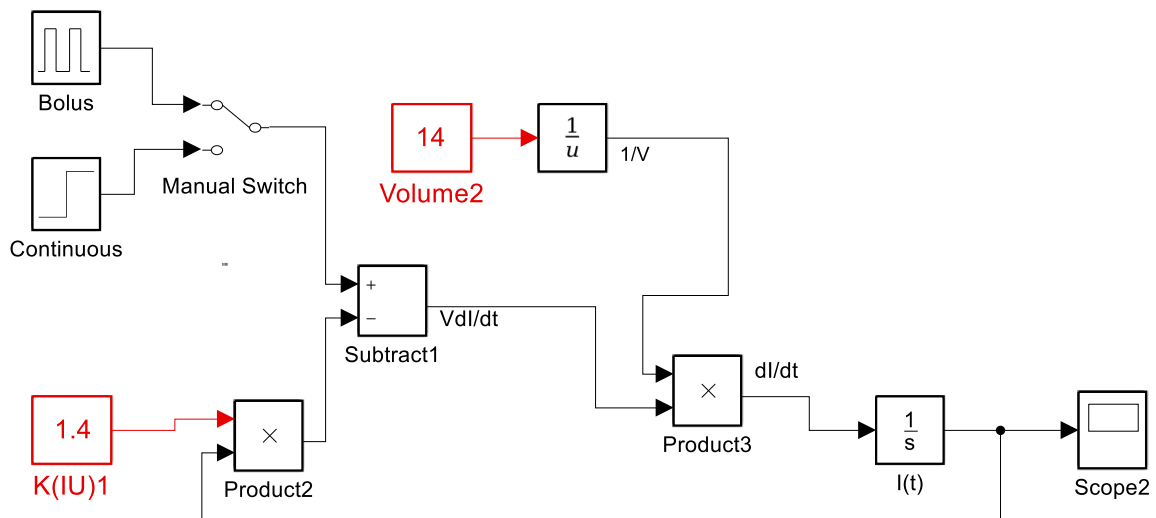 Bolus
Manual Switch
Continuous
14
Volume2
1
u
1/V
+
−
Subtract1
VdI/dt
1.4
K(IU)1
×
Product2
×
Product3
dI/dt
1
s
I(t)
Scope2